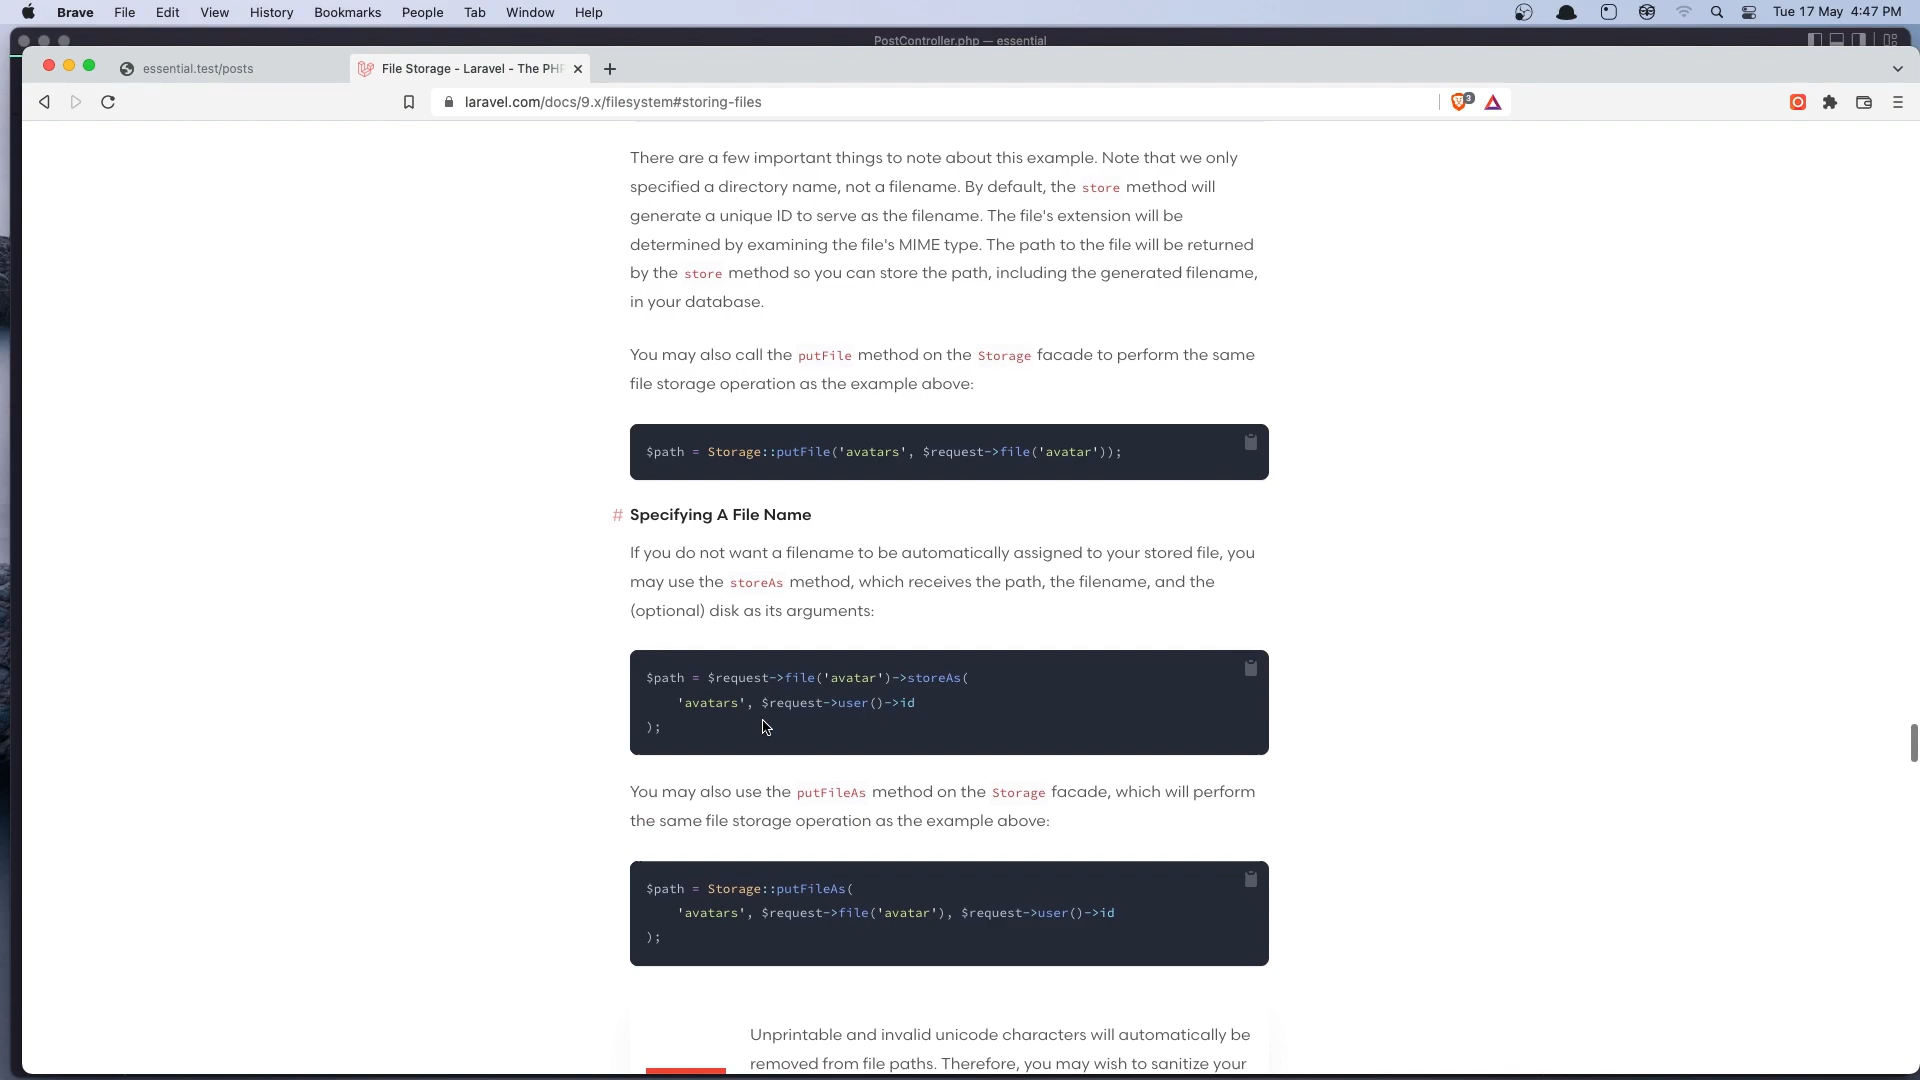 Brave File Edit View History Bookmarks People Tab Window Help Tue 17 May 4:47 PM
PostController.php — essential
essential.test/posts File Storage - Laravel - The PHP
laravel.com/docs/9.x/filesystem#storing-files 3
There are a few important things to note about this example. Note that we only
specified a directory name, not a filename. By default, the store method will
generate a unique ID to serve as the filename. The file's extension will be
determined by examining the file's MIME type. The path to the file will be returned
by the store method so you can store the path, including the generated filename,
in your database.
You may also call the putFile method on the Storage facade to perform the same
file storage operation as the example above:
$path = Storage::putFile('avatars', $request->file('avatar'));
# Specifying A File Name
If you do not want a filename to be automatically assigned to your stored file, you
may use the storeAs method, which receives the path, the filename, and the
(optional) disk as its arguments:
$path = $request->file('avatar')->storeAs(
'avatars', $request->user()->id
);
You may also use the putFileAs method on the Storage facade, which will perform
the same file storage operation as the example above:
$path = Storage::putFileAs(
'avatars', $request->file('avatar'), $request->user()->id
);
Unprintable and invalid unicode characters will automatically be
removed from file paths. Therefore, you may wish to sanitize your